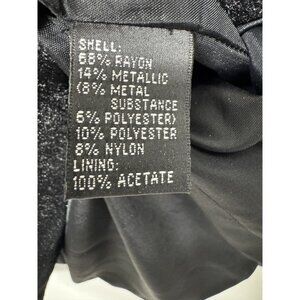 SHELL:
68% RAYON
14% METALLIC
(8% METAL
SUBSTANCE
6% POLYESTER)
10% POLYESTER
8% NYLON
LINING:
100% ACETATE